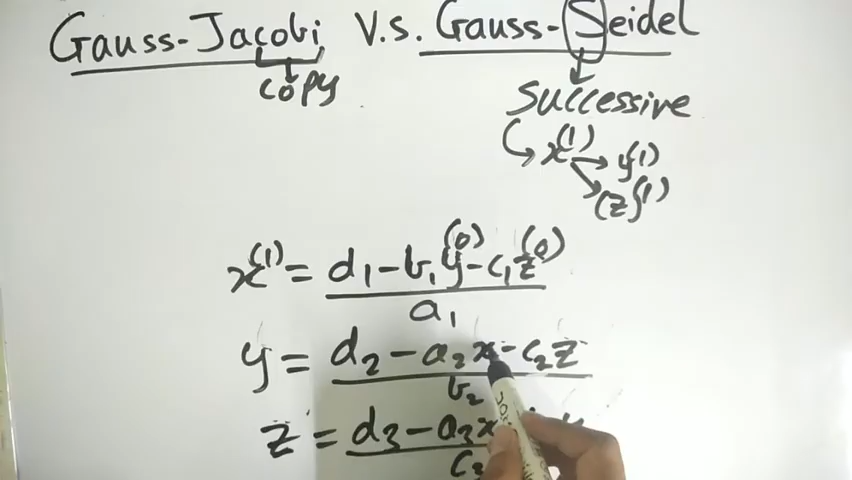 Gauss-Jacobi V.S. Gauss-Seidel
copy
Successive
x(1) → y(1)
(z)(1)
x(1) = d1 - b1y(0) - c1z(0)
a1
y = d2 - a2x - c2z
b2
z = d3 - a3x
c3